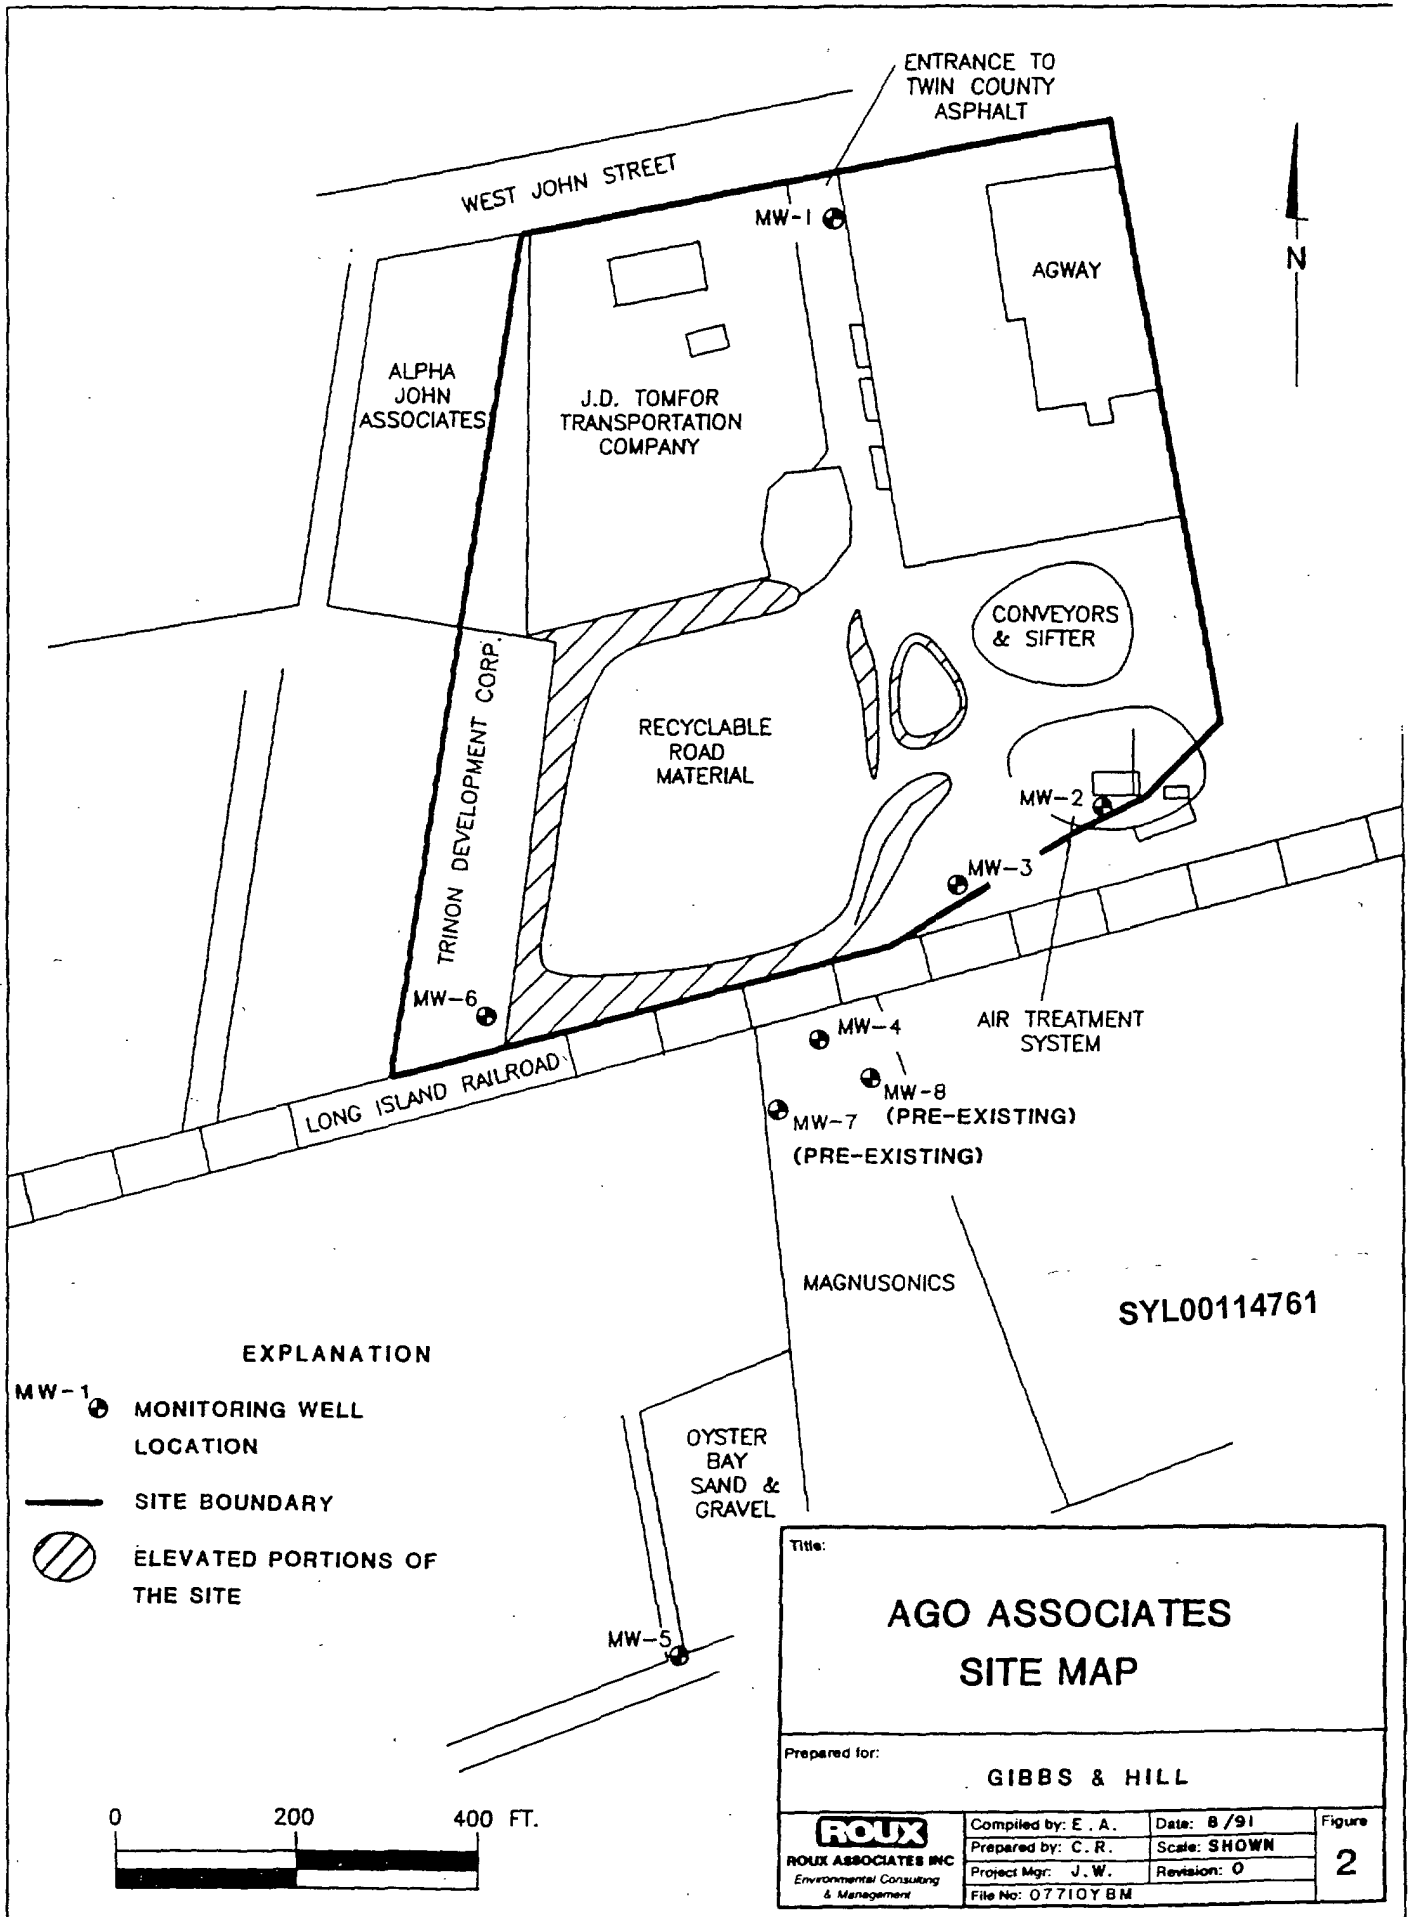 ENTRANCE TO
TWIN COUNTY
ASPHALT
WEST JOHN STREET
MW-1
AGWAY
N
ALPHA
JOHN
ASSOCIATES
J.D. TOMFOR
TRANSPORTATION
COMPANY
CONVEYORS
& SIFTER
TRINON DEVELOPMENT CORP.
RECYCLABLE
ROAD
MATERIAL
MW-2
MW-3
MW-6
AIR TREATMENT
SYSTEM
MW-4
LONG ISLAND RAILROAD
MW-8
(PRE-EXISTING)
MW-7
(PRE-EXISTING)
MAGNUSONICS
SYL00114761
EXPLANATION
MW-1
MONITORING WELL
LOCATION
SITE BOUNDARY
ELEVATED PORTIONS OF
THE SITE
OYSTER
BAY
SAND &
GRAVEL
MW-5
0 200 400 FT.
Title:
AGO ASSOCIATES
SITE MAP
Prepared for:
GIBBS & HILL
ROUX
ROUX ASSOCIATES INC
Environmental Consulting
& Management
Compiled by: E.A.
Date: 8/91
Prepared by: C.R.
Scale: SHOWN
Project Mgr: J.W.
Revision: 0
File No: 07710YBM
Figure
2